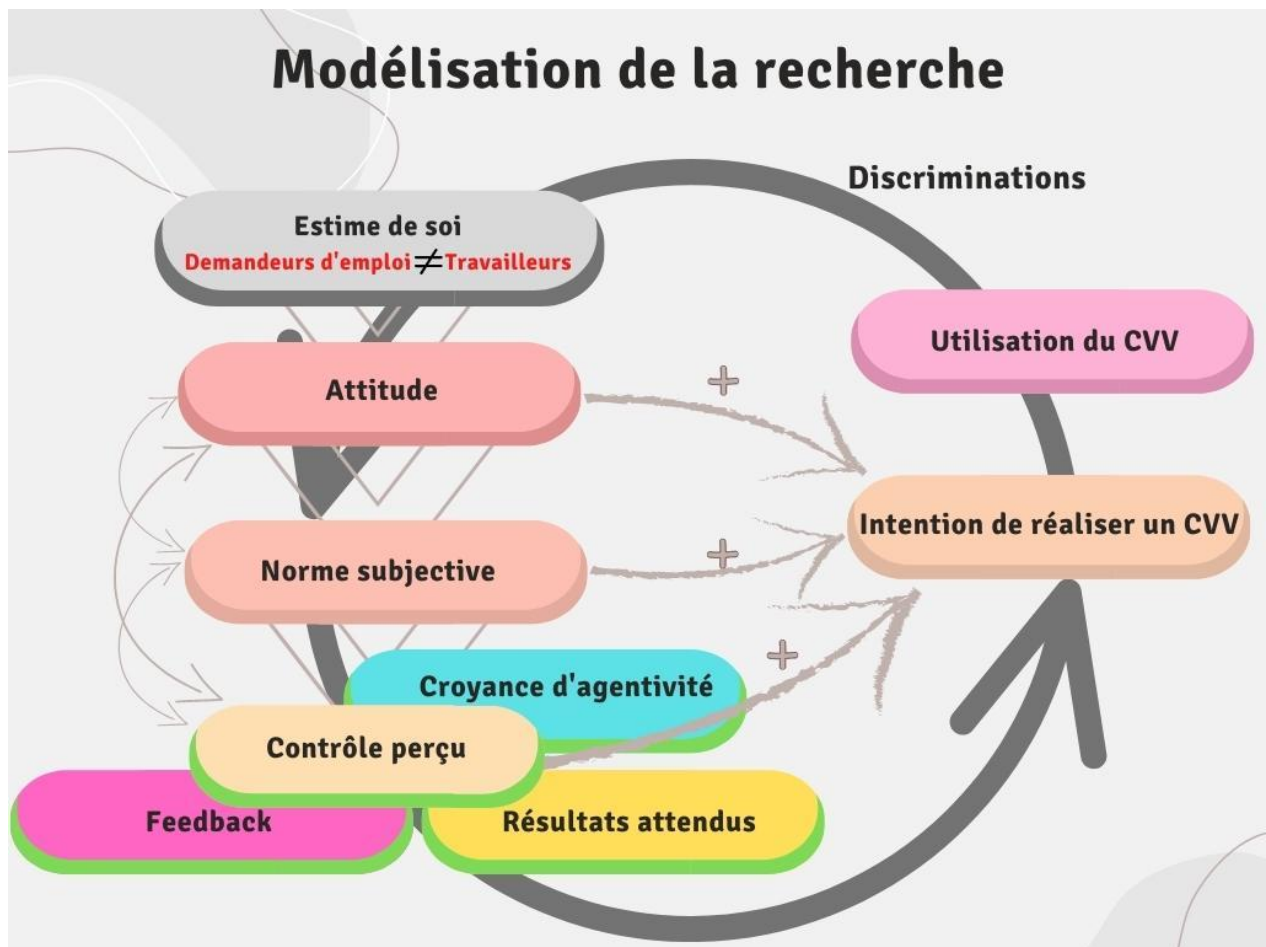 Modélisation de la recherche
Discriminations
Estime de soi
Demandeurs d'emploi ≠ Travailleurs
Utilisation du CVV
Attitude
+
Intention de réaliser un CVV
Norme subjective
+
+
Croyance d'agentivité
Contrôle perçu
Feedback
Résultats attendus